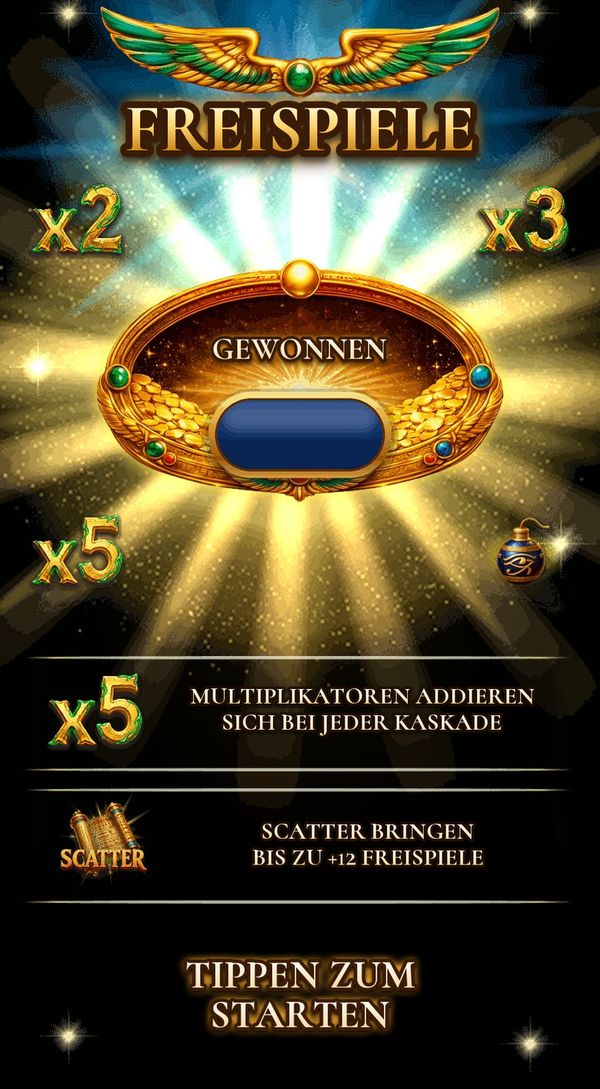 FREISPIELE
x2
x3
GEWONNEN
x5
x5
MULTIPLIKATOREN ADDIEREN
SICH BEI JEDER KASKADE
SCATTER
SCATTER BRINGEN
BIS ZU +12 FREISPIELE
TIPPEN ZUM
STARTEN